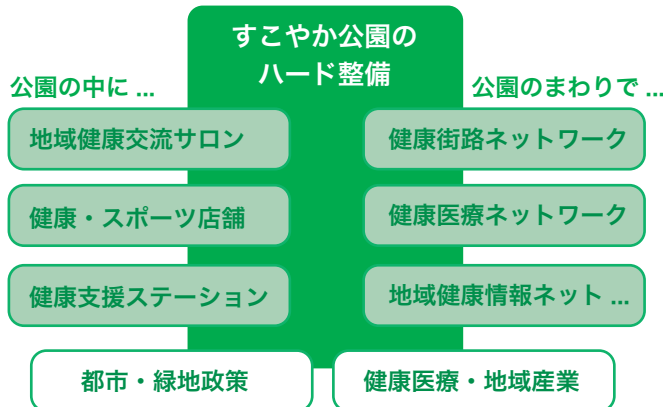 すこやか公園の
ハード整備
公園の中に ...
公園のまわりで ...
地域健康交流サロン
健康街路ネットワーク
健康・スポーツ店舗
健康医療ネットワーク
健康支援ステーション
地域健康情報ネット ...
都市・緑地政策
健康医療・地域産業